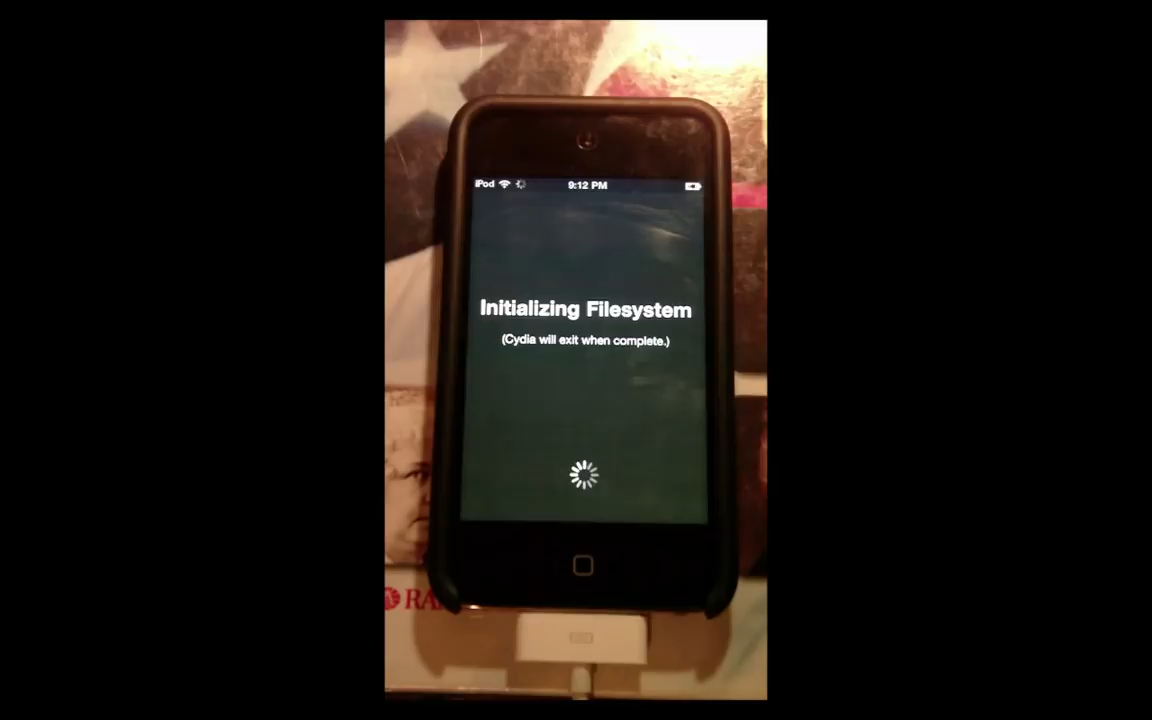 iPod
9:12 PM
Initializing Filesystem
(Cydia will exit when complete.)
RA